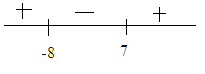 + — +
-8 7